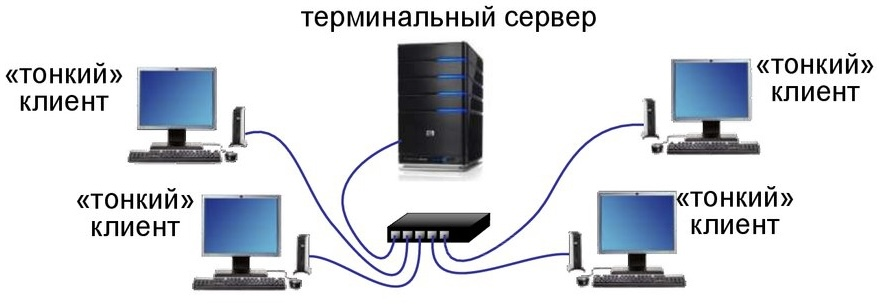 терминальный сервер
«тонкий»
клиент
«тонкий»
клиент
«тонкий»
клиент
«тонкий»
клиент